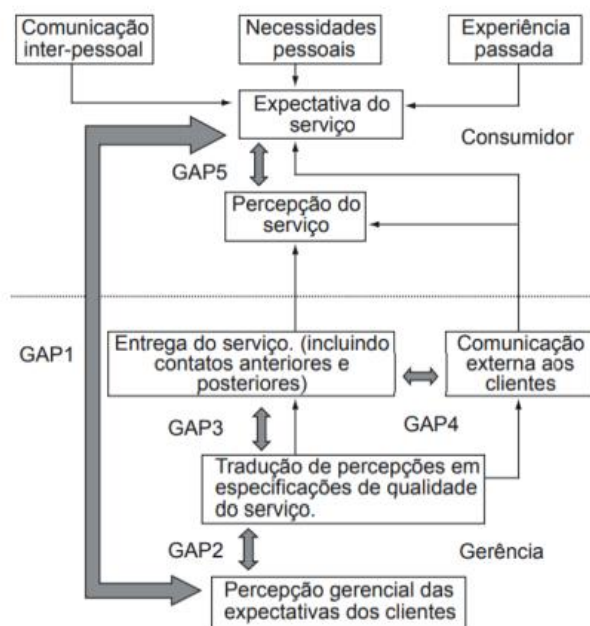 Comunicação
inter-pessoal
Necessidades
pessoais
Experiência
passada
Expectativa do
serviço
Consumidor
GAP5
Percepção do
serviço
GAP1
Entrega do serviço. (incluindo
contatos anteriores e
posteriores)
Comunicação
externa aos
clientes
GAP3
GAP4
Tradução de percepções em
especificações de qualidade
do serviço.
GAP2
Gerência
Percepção gerencial das
expectativas dos clientes